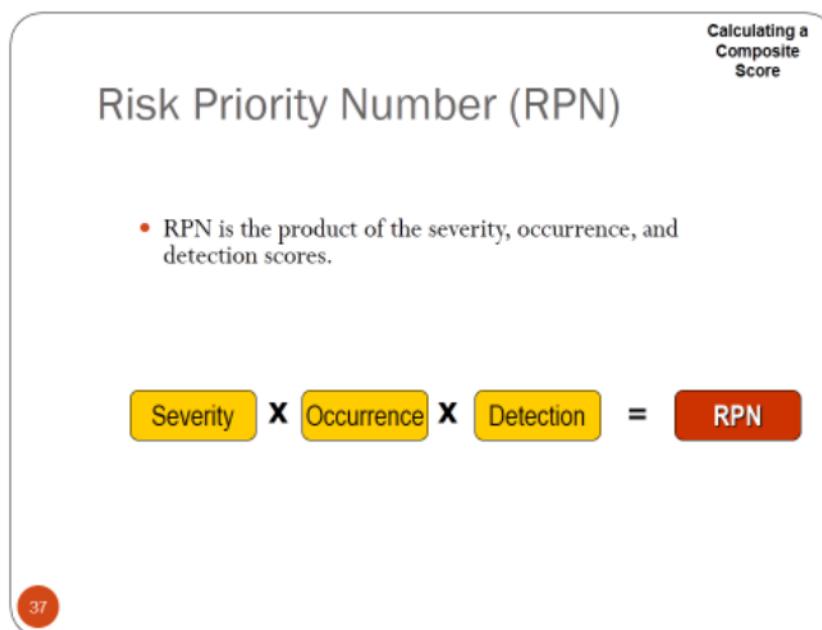 Calculating a
Composite
Score
Risk Priority Number (RPN)
• RPN is the product of the severity, occurrence, and
detection scores.
Severity X Occurrence X Detection = RPN
37